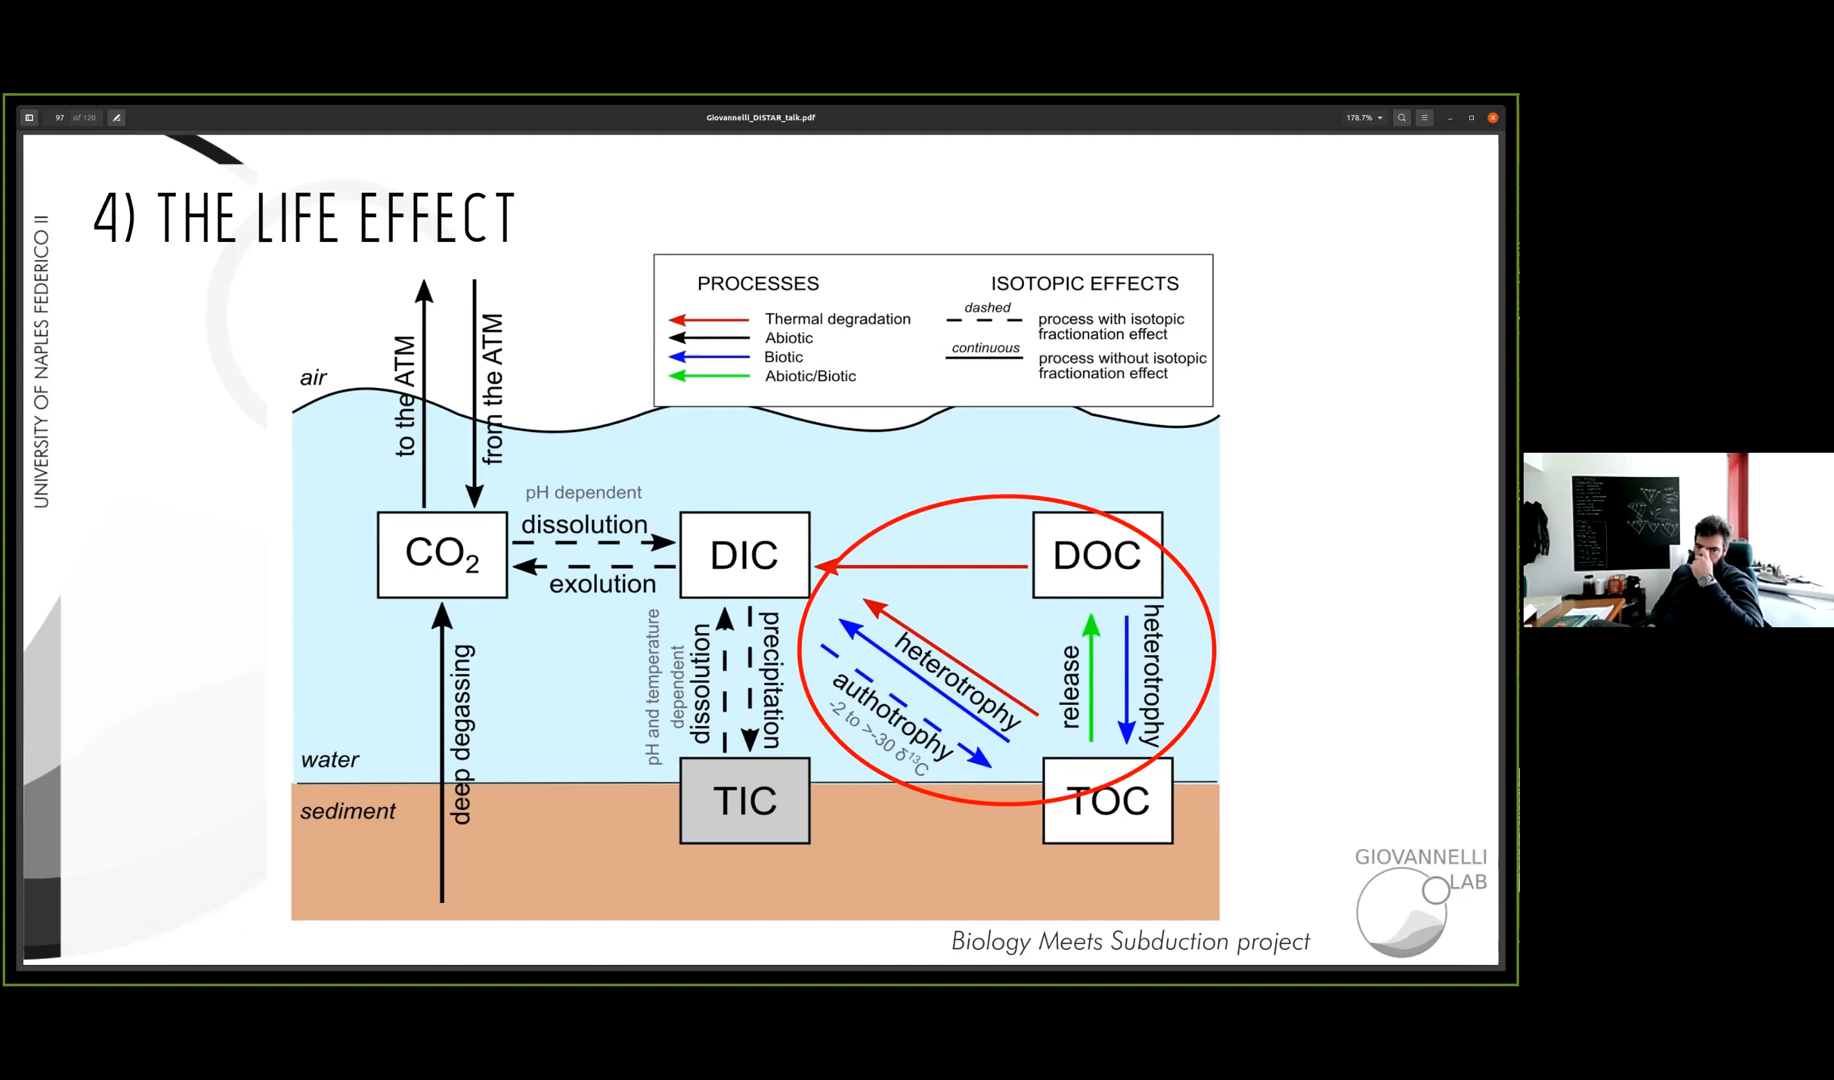 97 of 120
Giovannelli_DISTAR_talk.pdf
178.7%
UNIVERSITY OF NAPLES FEDERICO II
4) THE LIFE EFFECT
PROCESSES
Thermal degradation
Abiotic
Biotic
Abiotic/Biotic
ISOTOPIC EFFECTS
dashed
process with isotopic
fractionation effect
continuous
process without isotopic
fractionation effect
air
to the ATM
from the ATM
pH dependent
dissolution
exolution
CO2
DIC
DOC
deep degassing
pH and temperature
dependent
dissolution
precipitation
heterotrophy
authotrophy
-2 to >-30 δ13C
release
heterotrophy
water
sediment
TIC
TOC
GIOVANNELLI
LAB
Biology Meets Subduction project